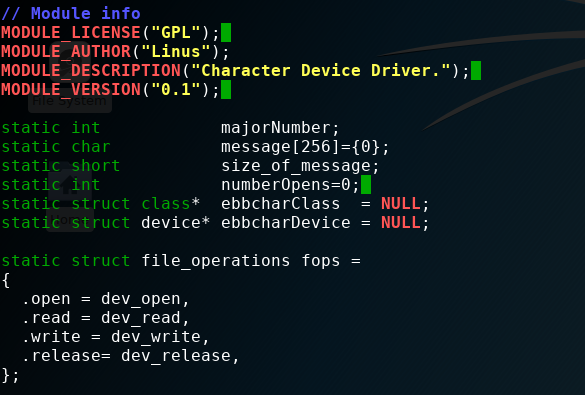 // Module info
MODULE_LICENSE("GPL");
MODULE_AUTHOR("Linus");
MODULE_DESCRIPTION("Character Device Driver.");
MODULE_VERSION("0.1");
File System
static int            majorNumber;
static char           message[256]={0};
static short          size_of_message;
static int            numberOpens=0;
static struct class*  ebbcharClass  = NULL;
static struct device* ebbcharDevice = NULL;
static struct file_operations fops =
{
  .open = dev_open,
  .read = dev_read,
  .write = dev_write,
  .release= dev_release,
};